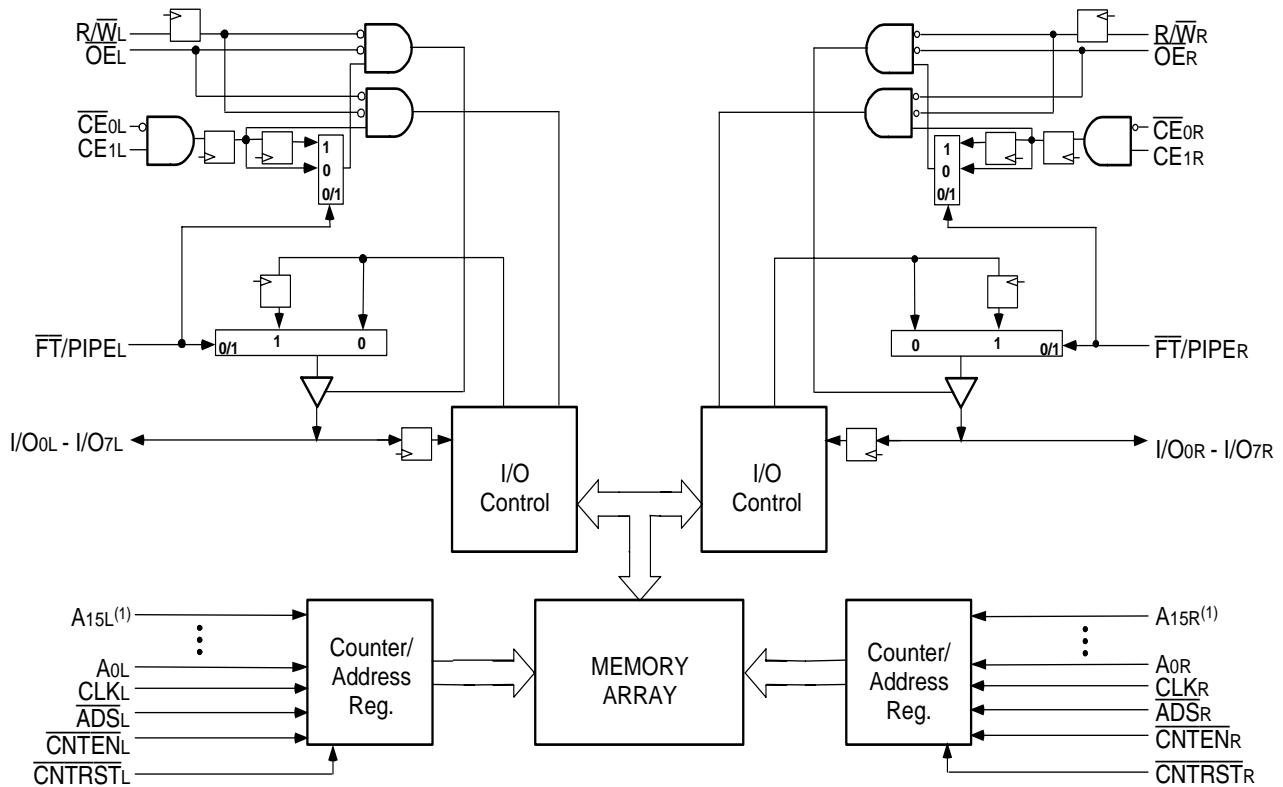 R/W̅L
O̅E̅L
C̅E̅0L
CE1L
1
0
0/1
F̅T̅/PIPEL
0/1
1
0
I/O0L - I/O7L
I/O
Control
A15L(1)
A0L
CLKL
A̅D̅S̅L
C̅N̅T̅E̅N̅L
C̅N̅T̅R̅S̅T̅L
Counter/
Address
Reg.
MEMORY
ARRAY
R/W̅R
O̅E̅R
C̅E̅0R
CE1R
1
0
0/1
0
1
0/1
F̅T̅/PIPER
I/O
Control
I/O0R - I/O7R
Counter/
Address
Reg.
A15R(1)
A0R
CLKR
A̅D̅S̅R
C̅N̅T̅E̅N̅R
C̅N̅T̅R̅S̅T̅R